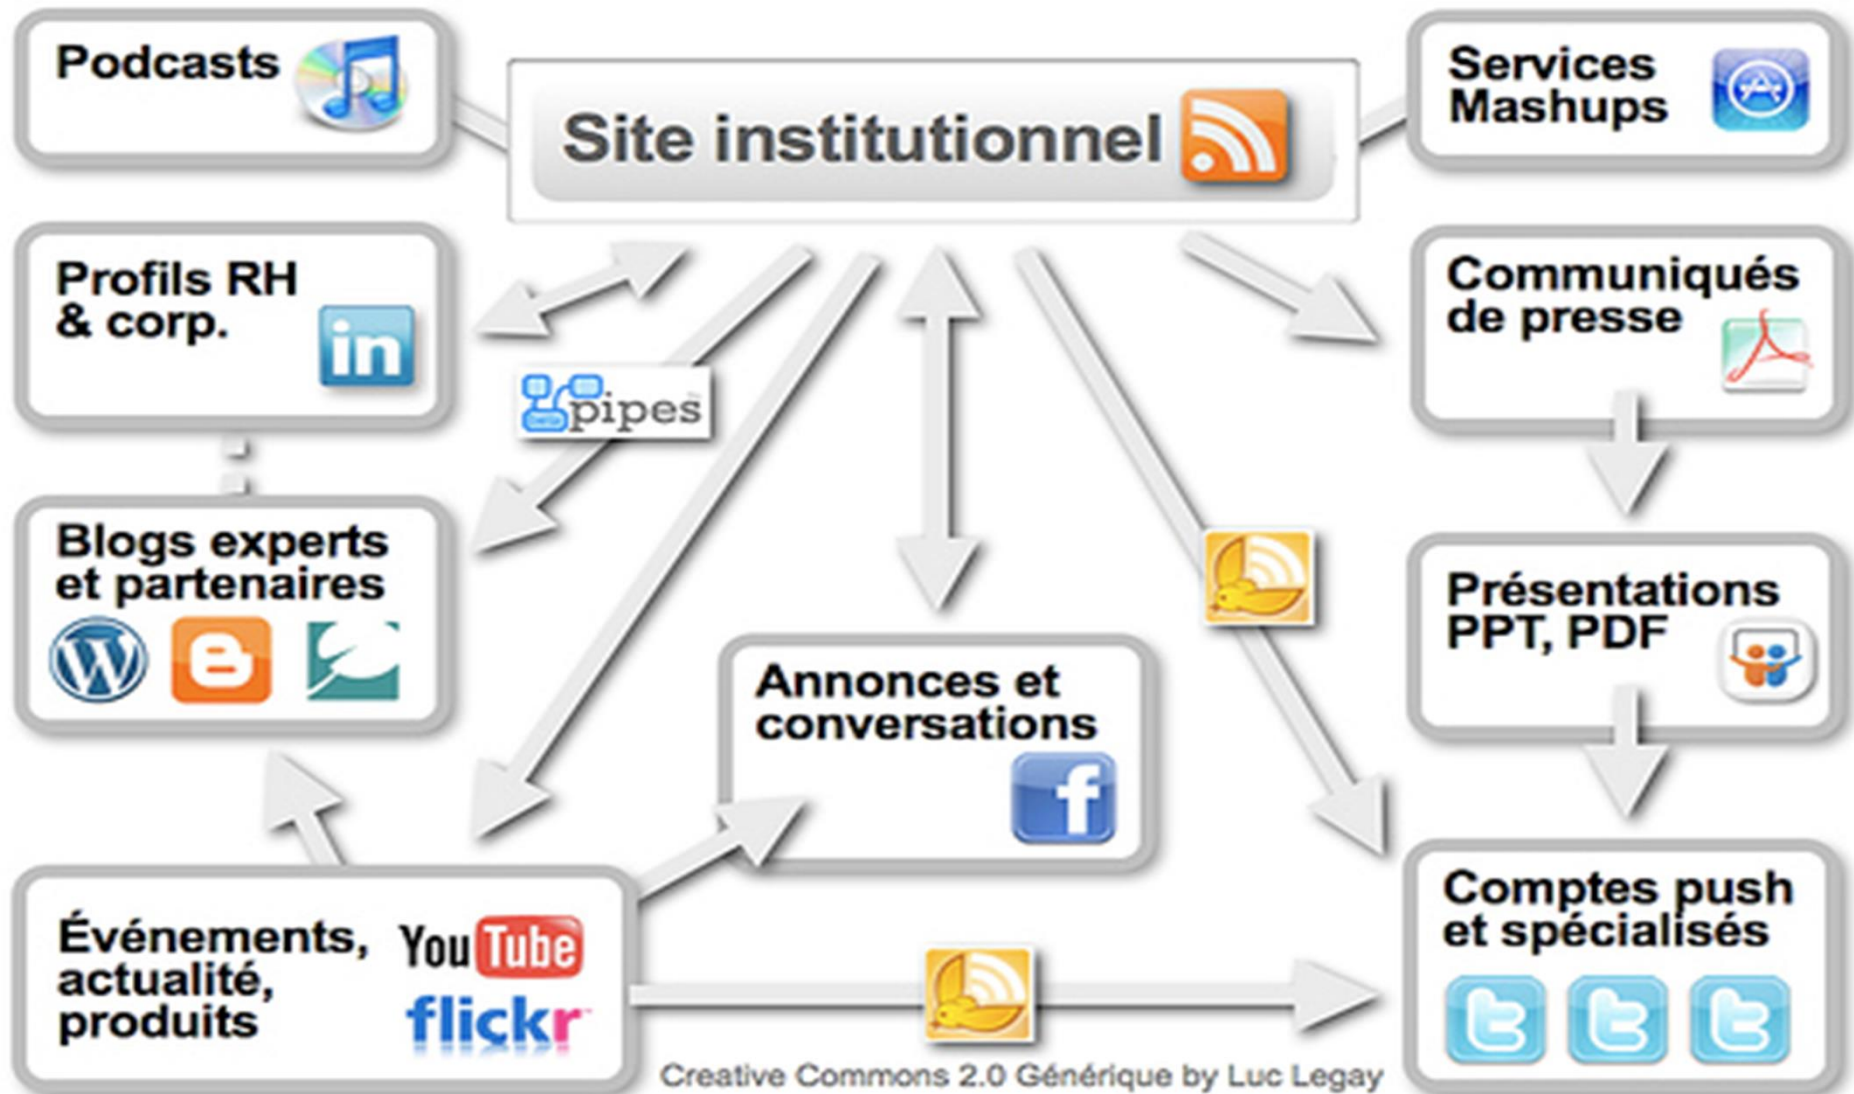 Podcasts
Site institutionnel
Services
Mashups
Profils RH
& corp.
in
pipes
Communiqués
de presse
Blogs experts
et partenaires
Présentations
PPT, PDF
Annonces et
conversations
f
Événements,
actualité,
produits
YouTube
flickr
Comptes push
et spécialisés
t t t
Creative Commons 2.0 Générique by Luc Legay